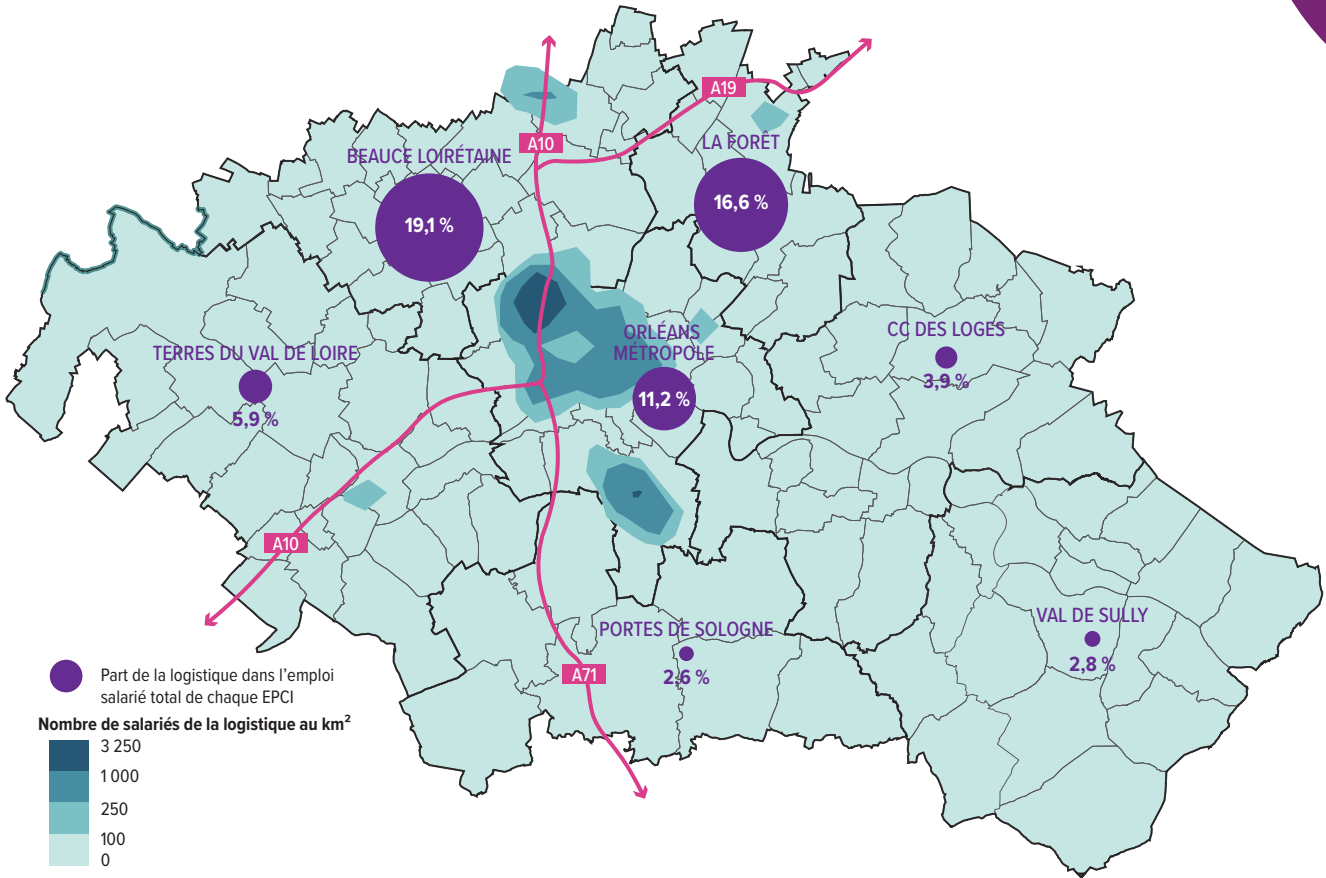 A19
A10
LA FORÊT
BEAUCE LOIRÉTAINE
16,6 %
19,1 %
ORLÉANS
MÉTROPOLE
CC DES LOGES
TERRES DU VAL DE LOIRE
3,9 %
11,2 %
5,9 %
A10
VAL DE SULLY
PORTES DE SOLOGNE
2,8 %
A71
2,6 %
Part de la logistique dans l’emploi
salarié total de chaque EPCI
Nombre de salariés de la logistique au km²
3 250
1 000
250
100
0